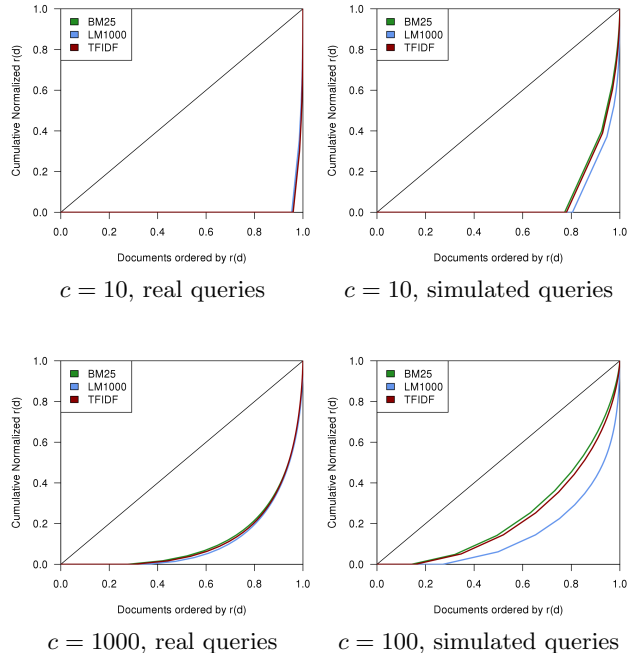 BM25
LM1000
TFIDF
Cumulative Normalized r(d)
1.0
0.8
0.6
0.4
0.2
0.0
0.0 0.2 0.4 0.6 0.8 1.0
Documents ordered by r(d)
c = 10, real queries
BM25
LM1000
TFIDF
Cumulative Normalized r(d)
1.0
0.8
0.6
0.4
0.2
0.0
0.0 0.2 0.4 0.6 0.8 1.0
Documents ordered by r(d)
c = 10, simulated queries
BM25
LM1000
TFIDF
Cumulative Normalized r(d)
1.0
0.8
0.6
0.4
0.2
0.0
0.0 0.2 0.4 0.6 0.8 1.0
Documents ordered by r(d)
c = 1000, real queries
BM25
LM1000
TFIDF
Cumulative Normalized r(d)
1.0
0.8
0.6
0.4
0.2
0.0
0.0 0.2 0.4 0.6 0.8 1.0
Documents ordered by r(d)
c = 100, simulated queries